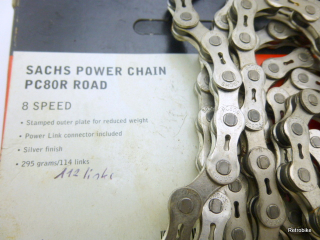 SACHS POWER CHAIN
PC80R ROAD
8 SPEED
• Stamped outer plate for reduced weight
• Power Link connector included
• Silver finish
• 295 grams/114 links
112 links
Retrobike